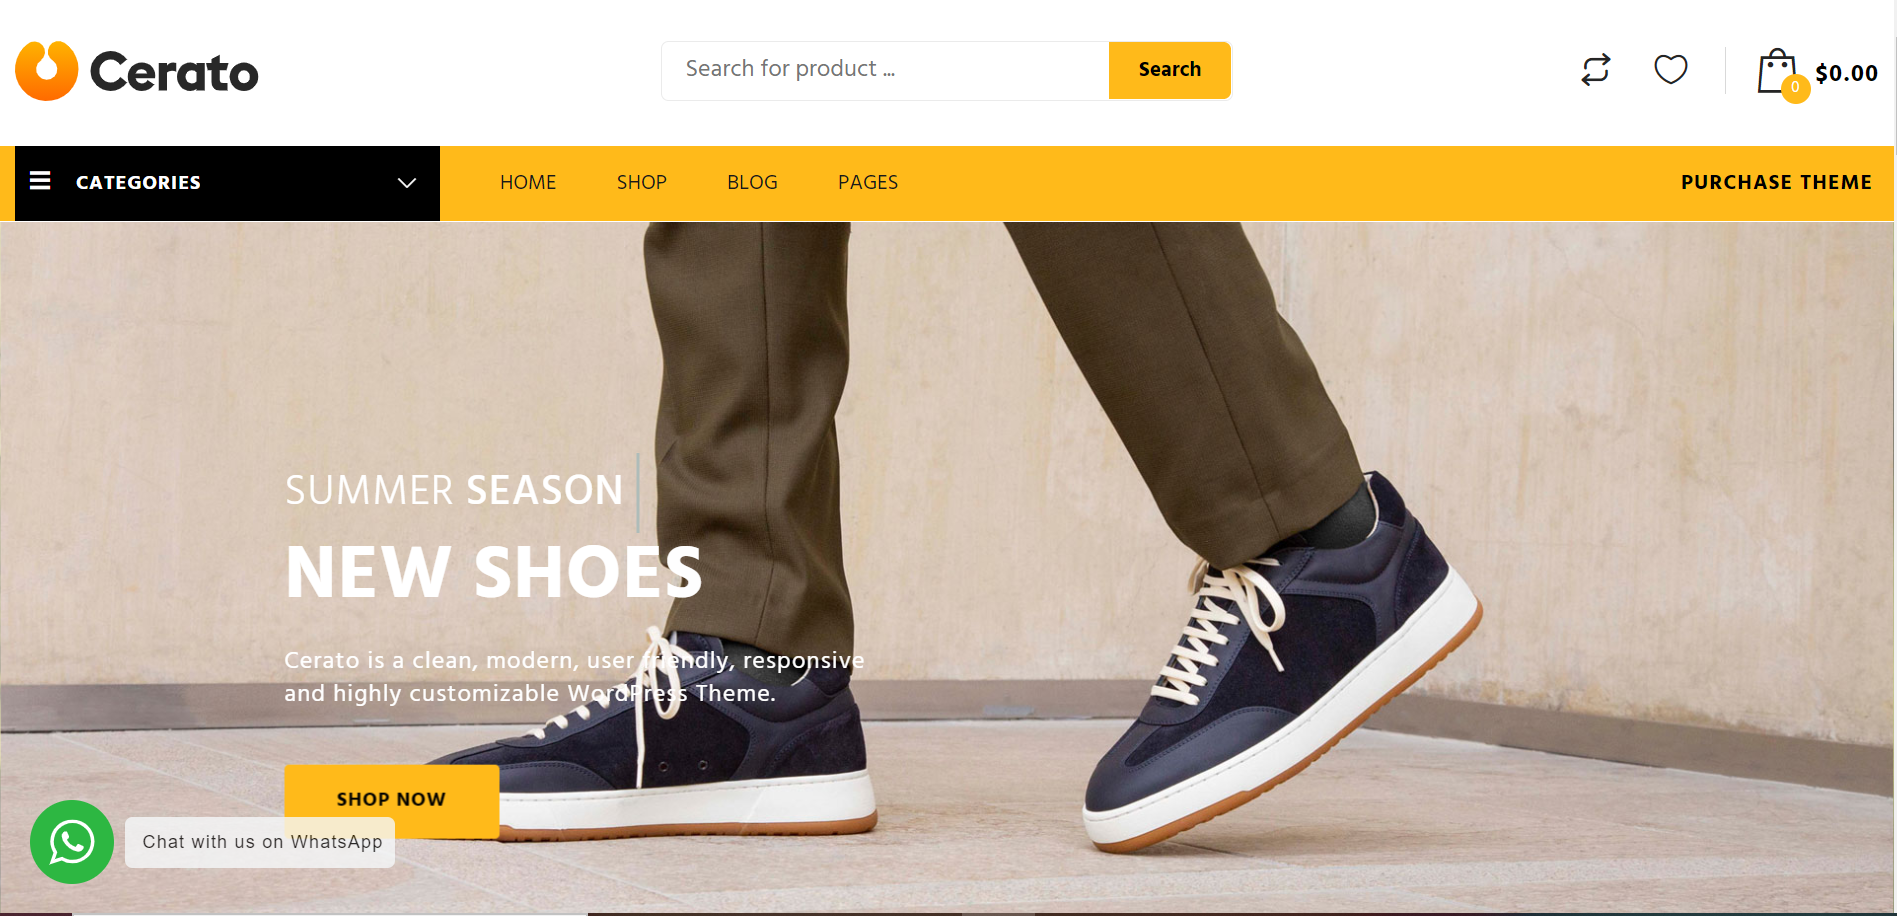 Cerato
Search for product ...
Search
0
$0.00
CATEGORIES
HOME
SHOP
BLOG
PAGES
PURCHASE THEME
SUMMER SEASON
NEW SHOES
Cerato is a clean, modern, user friendly, responsive
and highly customizable WordPress Theme.
SHOP NOW
Chat with us on WhatsApp